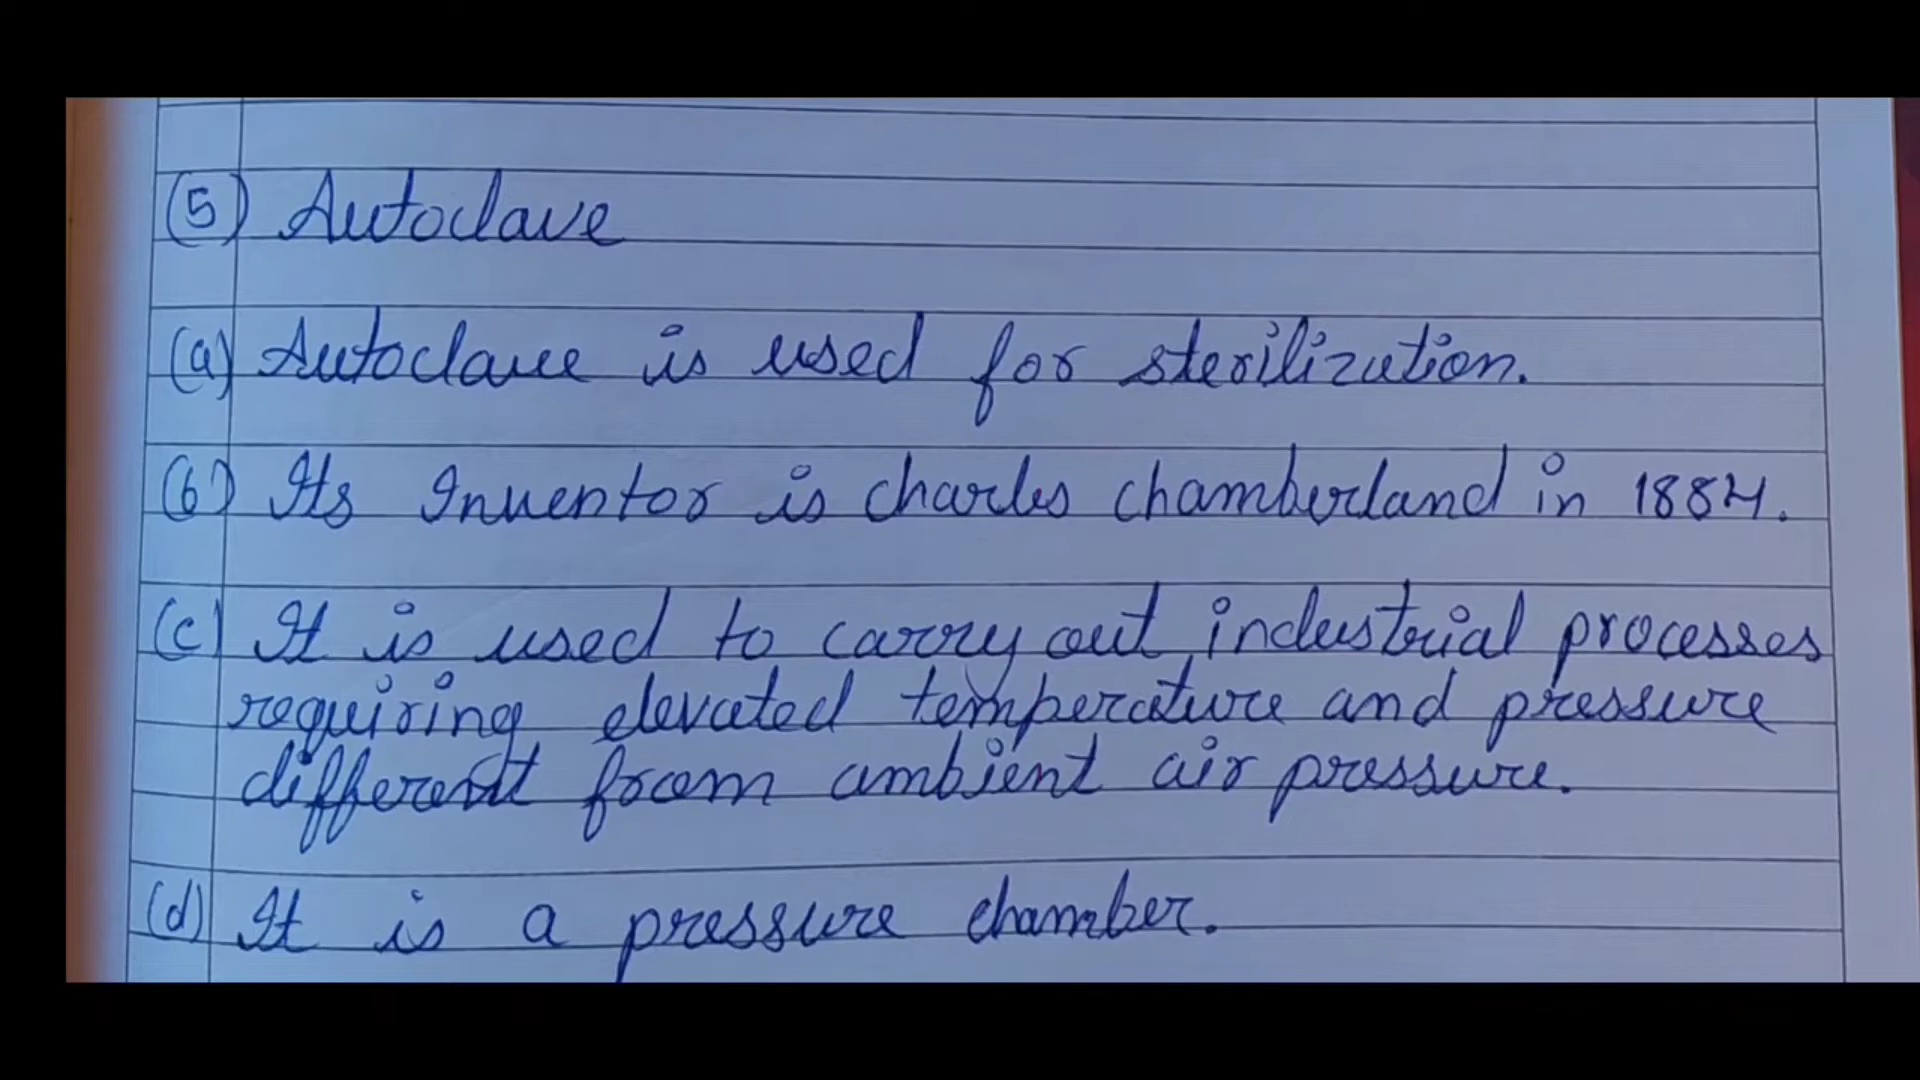 (5) Autoclave
(a) Autoclave is used for sterilization.
(b) Its Inventor is charles chamberland in 1884.
(c) It is used to carry out industrial processes
requiring elevated temperature and pressure
different from ambient air pressure.
(d) It is a pressure chamber.